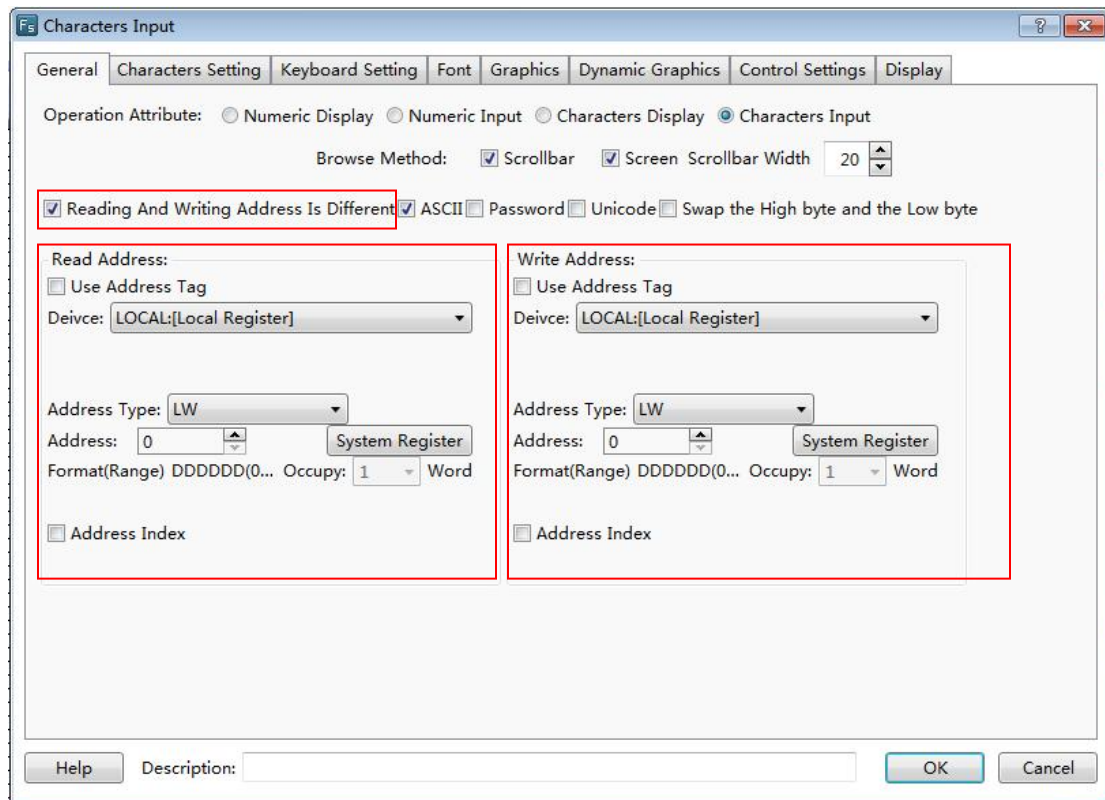 Fs Characters Input
General Characters Setting Keyboard Setting Font Graphics Dynamic Graphics Control Settings Display
Operation Attribute: Numeric Display Numeric Input Characters Display Characters Input
Browse Method: Scrollbar Screen Scrollbar Width 20
Reading And Writing Address Is Different ASCII Password Unicode Swap the High byte and the Low byte
Read Address:
Use Address Tag
Deivce: LOCAL:[Local Register]
Address Type: LW
Address: 0 System Register
Format(Range) DDDDDD(0... Occupy: 1 Word
Address Index
Write Address:
Use Address Tag
Deivce: LOCAL:[Local Register]
Address Type: LW
Address: 0 System Register
Format(Range) DDDDDD(0... Occupy: 1 Word
Address Index
Help Description: OK Cancel